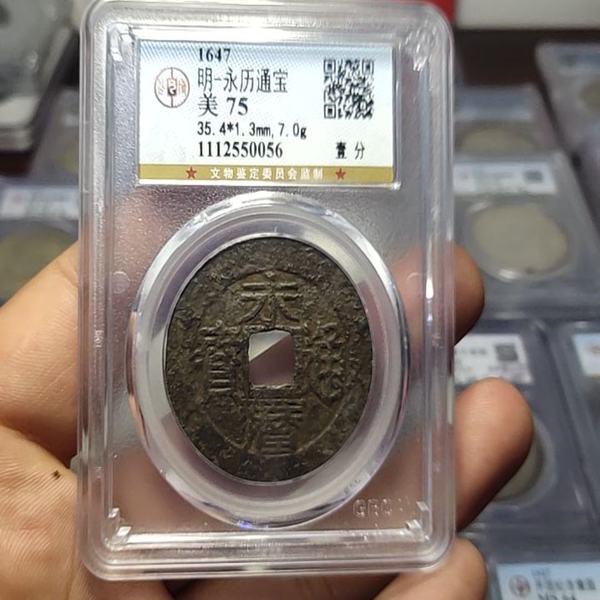 1647
明-永历通宝
美 75
35.4*1.3mm,7.0g
1112550056
壹 分
★ 文物鉴定委员会监制 ★
永
寶 通
曆